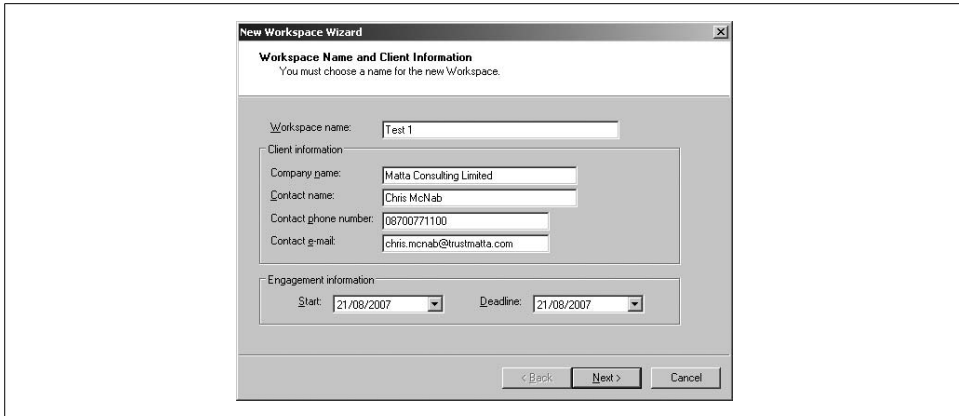 New Workspace Wizard
Workspace Name and Client Information
You must choose a name for the new Workspace.
Workspace name: Test 1
Client information
Company name: Matta Consulting Limited
Contact name: Chris McNab
Contact phone number: 08700771100
Contact e-mail: chris.mcnab@trustmatta.com
Engagement information
Start: 21/08/2007 Deadline: 21/08/2007
< Back Next > Cancel